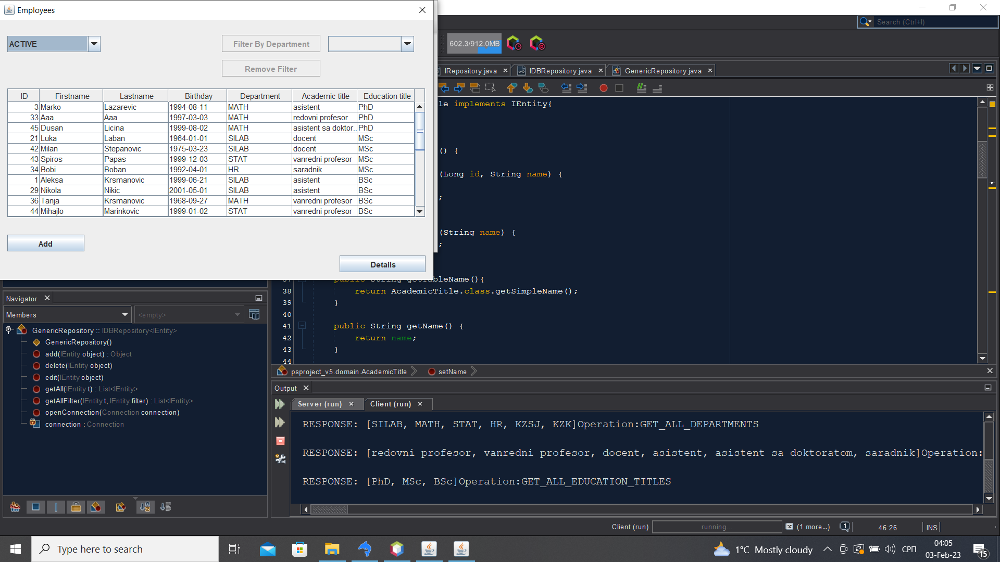 Employees
ACTIVE
Filter By Department
Remove Filter
ID Firstname Lastname Birthday Department Academic title Education title
3 Marko Lazarevic 1994-08-11 MATH asistent PhD
33 Aaa Aaa 1997-03-03 MATH redovni profesor PhD
45 Dusan Licina 1999-08-02 MATH asistent sa doktor... PhD
21 Luka Laban 1964-01-01 SILAB docent MSc
42 Milan Stepanovic 1975-03-23 SILAB docent MSc
43 Spiros Papas 1999-12-03 STAT vanredni profesor MSc
34 Bobi Boban 1992-04-01 HR saradnik MSc
1 Aleksa Krsmanovic 1999-06-21 SILAB asistent BSc
29 Nikola Nikic 2001-05-01 SILAB asistent BSc
36 Tanja Krsmanovic 1968-09-27 MATH vanredni profesor BSc
44 Mihajlo Marinkovic 1999-01-02 STAT vanredni profesor BSc
Add
Details
Search (Ctrl+I)
602.3/912.0MB
IRepository.java IDBRepository.java GenericRepository.java
le implements IEntity{
() {
(Long id, String name) {
;
(String name) {
;
37 public String getTableName(){
38 return AcademicTitle.class.getSimpleName();
39 }
40
41 public String getName() {
42 return name;
43 }
44
psproject_v5.domain.AcademicTitle setName
Navigator
Members <empty>
GenericRepository :: IDBRepository<IEntity>
GenericRepository()
add(IEntity object) : Object
delete(IEntity object)
edit(IEntity object)
getAll(IEntity t) : List<IEntity>
getAllFilter(IEntity t, IEntity filter) : List<IEntity>
openConnection(Connection connection)
connection : Connection
Output
Server (run) Client (run)
RESPONSE: [SILAB, MATH, STAT, HR, KZSJ, KZK]Operation:GET_ALL_DEPARTMENTS
RESPONSE: [redovni profesor, vanredni profesor, docent, asistent, asistent sa doktoratom, saradnik]Operation:
RESPONSE: [PhD, MSc, BSc]Operation:GET_ALL_EDUCATION_TITLES
Client (run) running... (1 more...) 1 46:26 INS
Type here to search
1°C Mostly cloudy
СРП
04:05
03-Feb-23
15